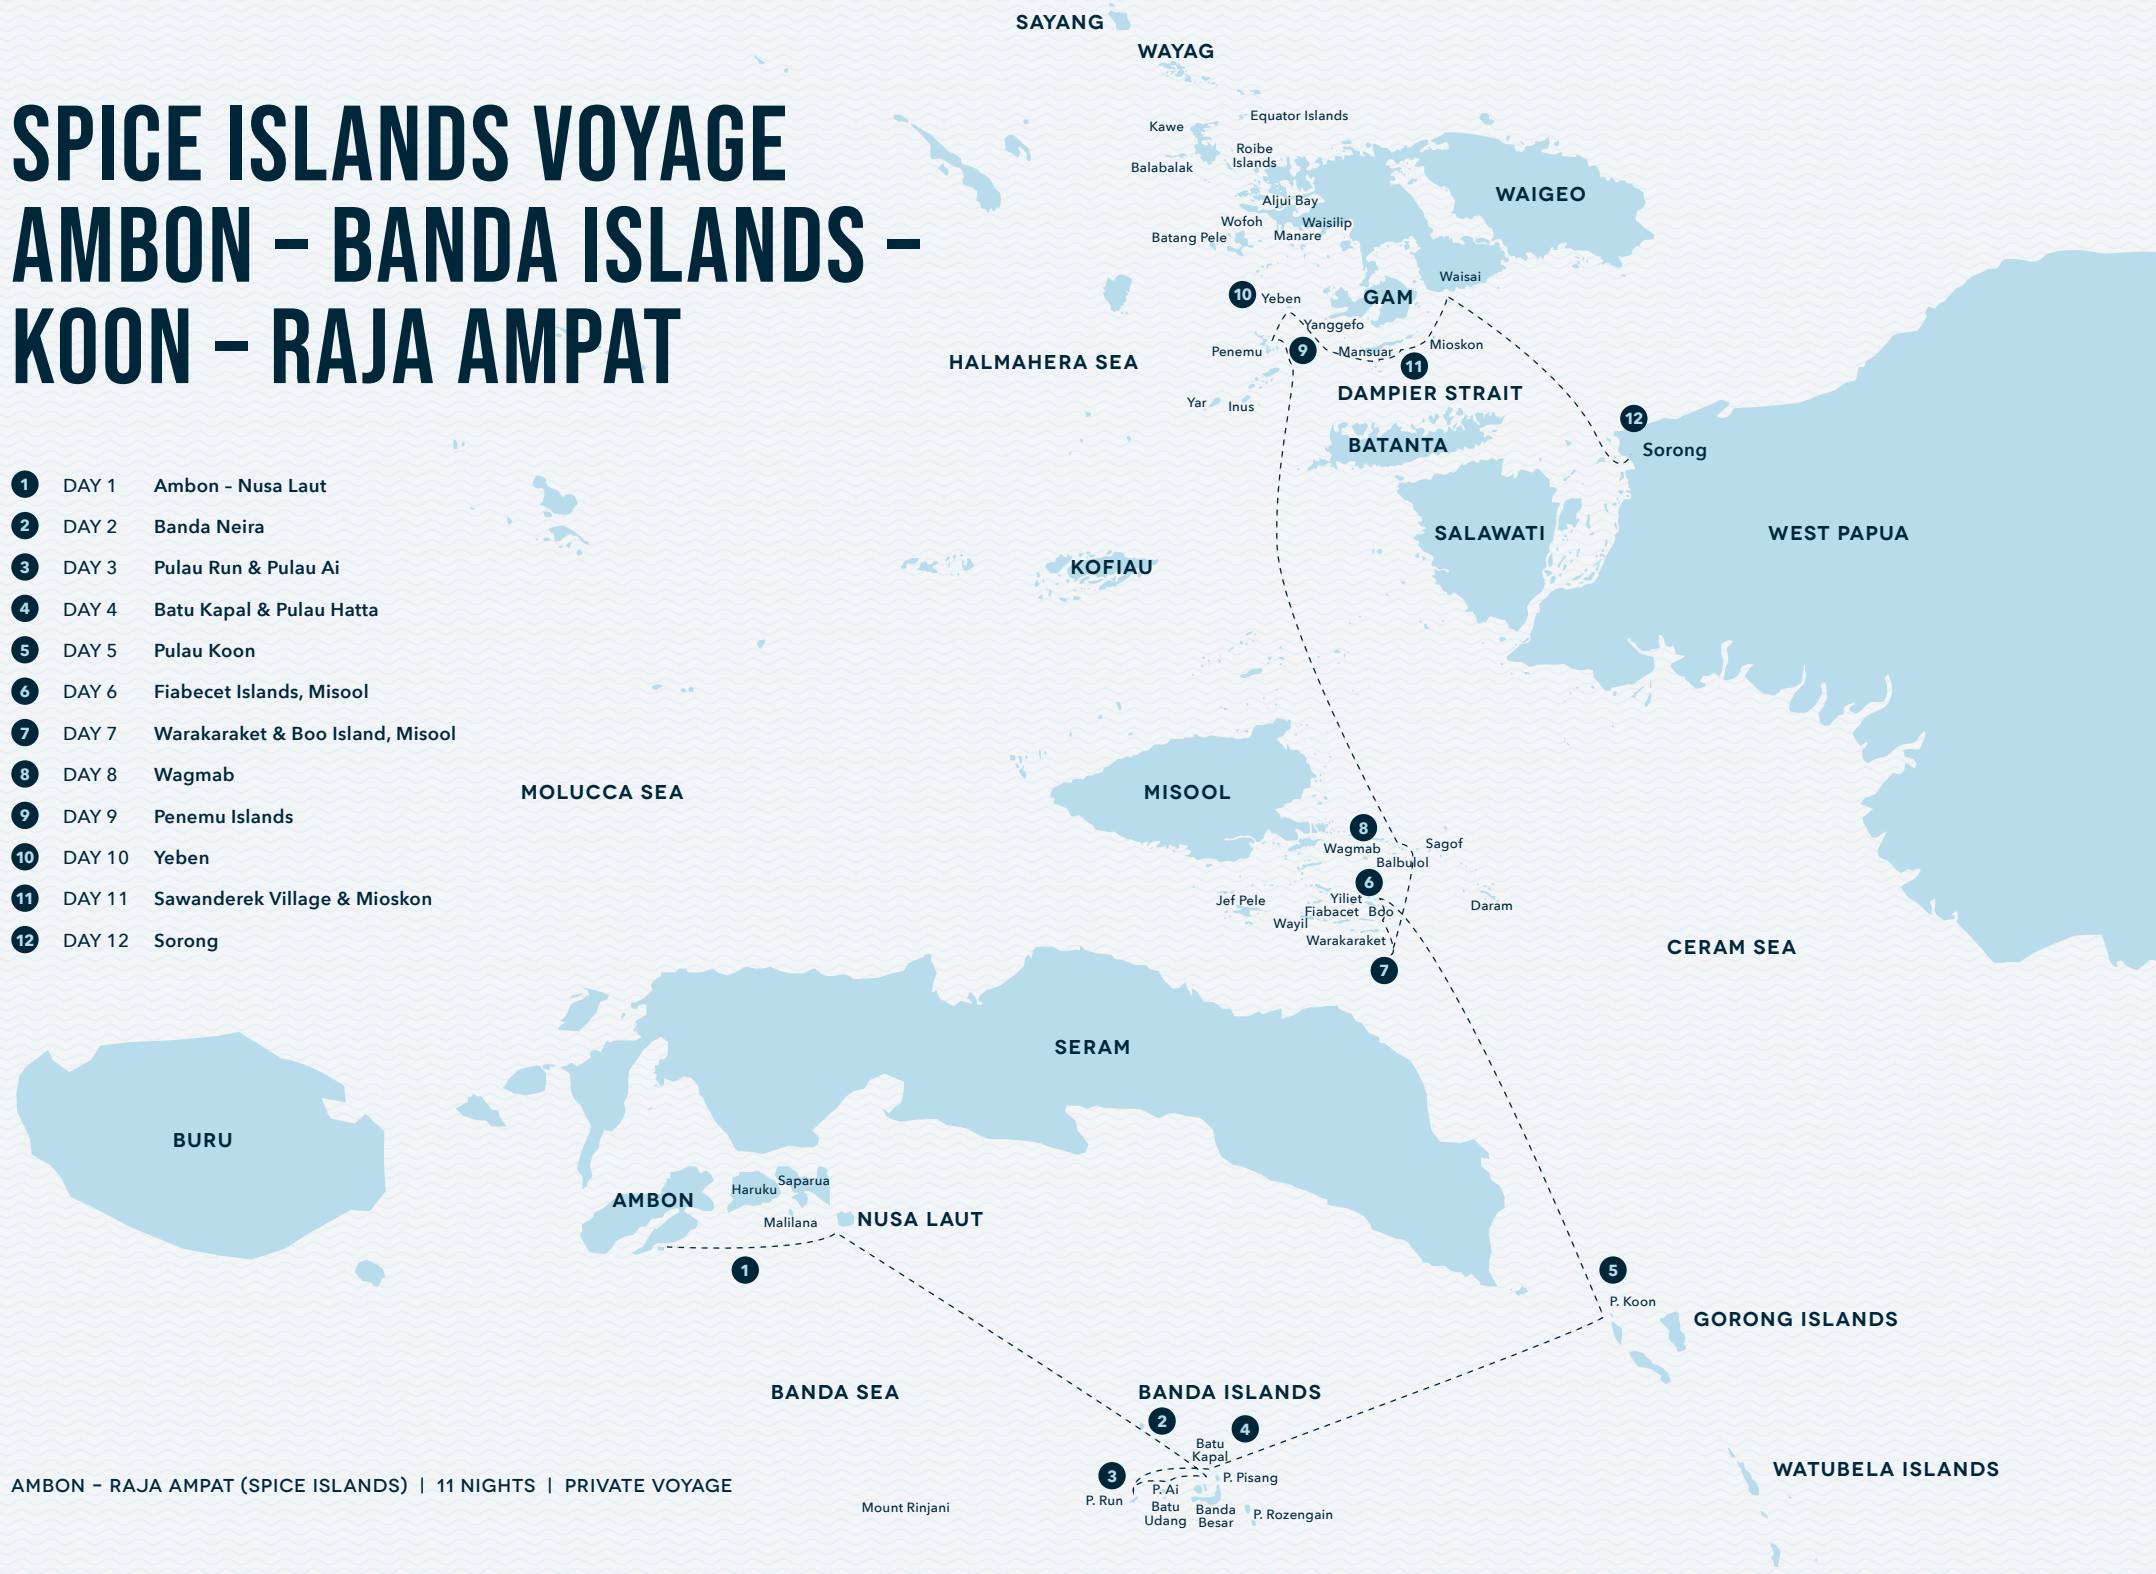 SPICE ISLANDS VOYAGE
AMBON – BANDA ISLANDS –
KOON – RAJA AMPAT
1 DAY 1 Ambon – Nusa Laut
2 DAY 2 Banda Neira
3 DAY 3 Pulau Run & Pulau Ai
4 DAY 4 Batu Kapal & Pulau Hatta
5 DAY 5 Pulau Koon
6 DAY 6 Fiabecet Islands, Misool
7 DAY 7 Warakaraket & Boo Island, Misool
8 DAY 8 Wagmab
9 DAY 9 Penemu Islands
10 DAY 10 Yeben
11 DAY 11 Sawanderek Village & Mioskon
12 DAY 12 Sorong
AMBON – RAJA AMPAT (SPICE ISLANDS) | 11 NIGHTS | PRIVATE VOYAGE
SAYANG
WAYAG
Equator Islands
Kawe
Roibe
Islands
Balabalak
WAIGEO
Aljui Bay
Wofoh
Waisilip
Batang Pele
Manare
Waisai
10
Yeben
GAM
Yanggefo
Penemu
9
Mansuar
Mioskon
11
HALMAHERA SEA
DAMPIER STRAIT
Yar
Inus
12
Sorong
BATANTA
SALAWATI
WEST PAPUA
KOFIAU
MOLUCCA SEA
MISOOL
8
Wagmab
Sagof
Balbulol
6
Yiliet
Jef Pele
Fiabacet
Boo
Daram
Wayil
Warakaraket
7
CERAM SEA
SERAM
BURU
AMBON
Haruku
Saparua
Malilana
NUSA LAUT
1
5
P. Koon
GORONG ISLANDS
BANDA SEA
BANDA ISLANDS
2
4
Batu
Kapal
3
P. Pisang
P. Run
P. Ai
Batu
Udang
Banda
Besar
P. Rozengain
Mount Rinjani
WATUBELA ISLANDS